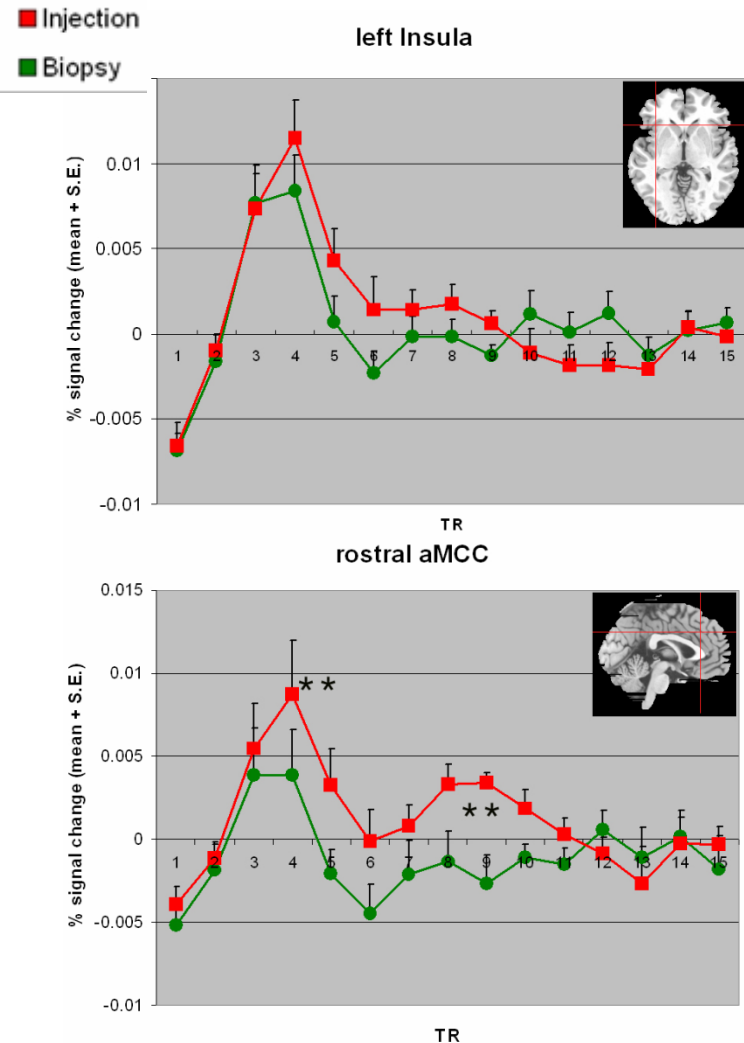 Injection
Biopsy
left Insula
% signal change (mean + S.E.)
0.01
0.005
0
-0.005
-0.01
1 2 3 4 5 6 7 8 9 10 11 12 13 14 15
TR
rostral aMCC
% signal change (mean + S.E.)
0.015
0.01
**
0.005
**
0
1 2 3 4 5 6 7 8 9 10 11 12 13 14 15
-0.005
-0.01
TR